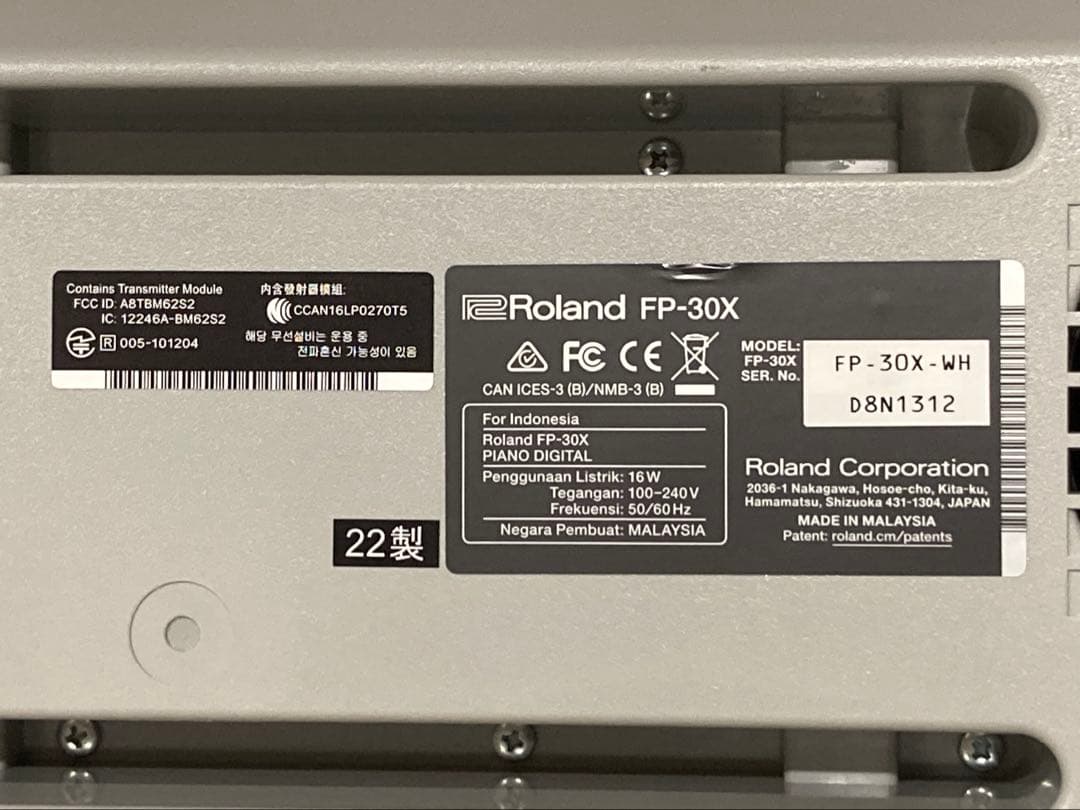 Contains Transmitter Module
FCC ID: A8TBM62S2
IC: 12246A-BM62S2
R 005-101204
内含發射器模組:
CCAN16LP0270T5
해당 무선설비는 운용 중
전파혼신 가능성이 있음
Roland FP-30X
FC CE
CAN ICES-3 (B)/NMB-3 (B)
MODEL:
FP-30X
SER. No.
FP-30X-WH
D8N1312
For Indonesia
Roland FP-30X
PIANO DIGITAL
Penggunaan Listrik: 16 W
Tegangan: 100–240 V
Frekuensi: 50/60 Hz
Negara Pembuat: MALAYSIA
Roland Corporation
2036-1 Nakagawa, Hosoe-cho, Kita-ku,
Hamamatsu, Shizuoka 431-1304, JAPAN
MADE IN MALAYSIA
Patent: roland.cm/patents
22製